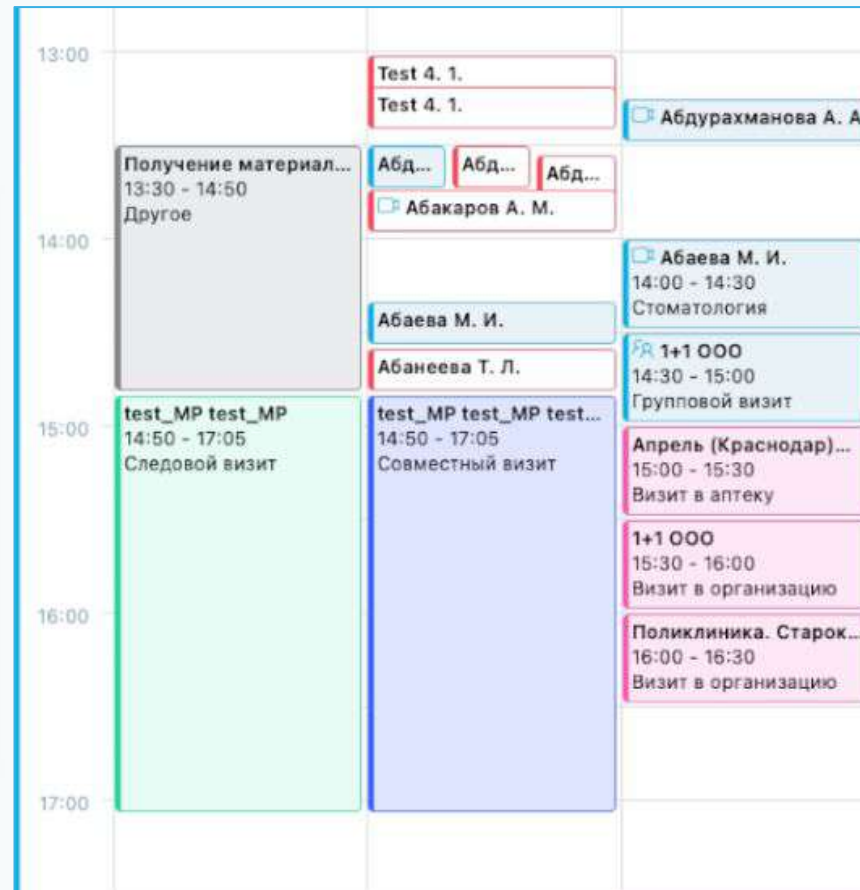 13:00
14:00
15:00
16:00
17:00
Получение материал...
13:30 - 14:50
Другое
test_MP test_MP
14:50 - 17:05
Следовой визит
Test 4. 1.
Test 4. 1.
Абд...
Абд...
Абд...
Абакаров А. М.
Абаева М. И.
Абанеева Т. Л.
test_MP test_MP test...
14:50 - 17:05
Совместный визит
Абдурахманова А. А
Абаева М. И.
14:00 - 14:30
Стоматология
1+1 ООО
14:30 - 15:00
Групповой визит
Апрель (Краснодар)...
15:00 - 15:30
Визит в аптеку
1+1 ООО
15:30 - 16:00
Визит в организацию
Поликлиника. Старок...
16:00 - 16:30
Визит в организацию